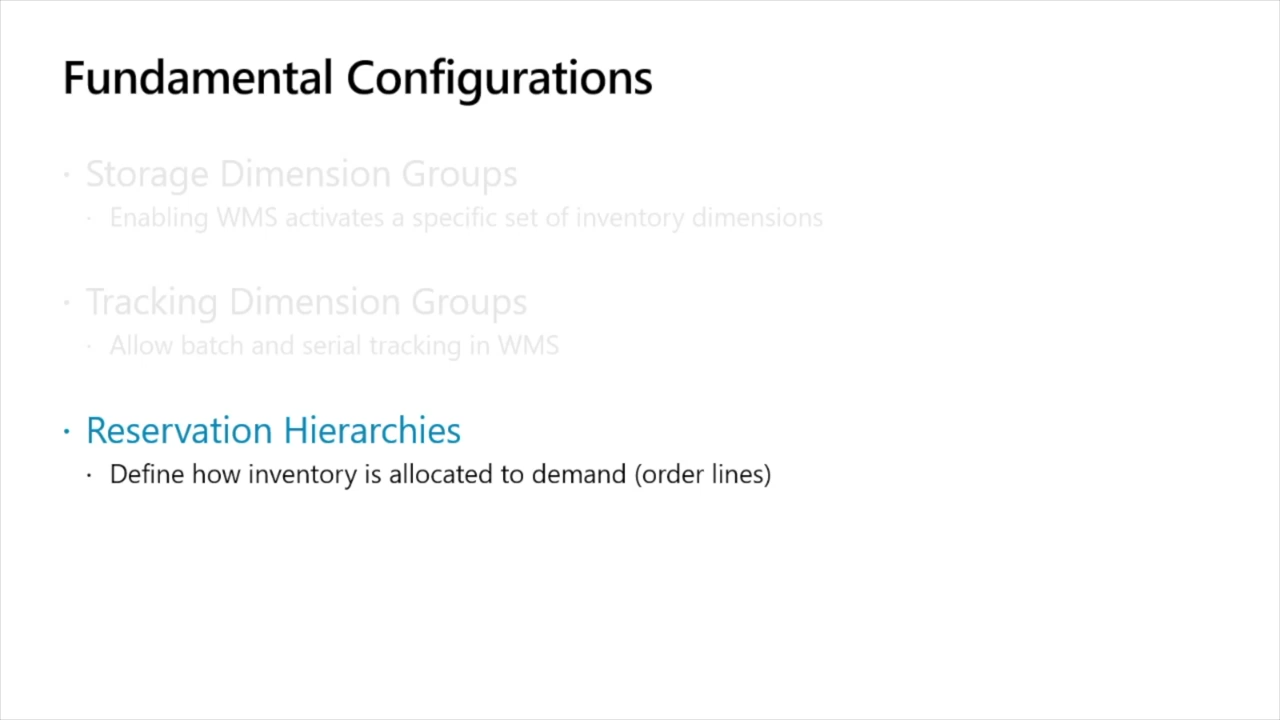 Fundamental Configurations
· Storage Dimension Groups
· Enabling WMS activates a specific set of inventory dimensions
· Tracking Dimension Groups
· Allow batch and serial tracking in WMS
· Reservation Hierarchies
· Define how inventory is allocated to demand (order lines)